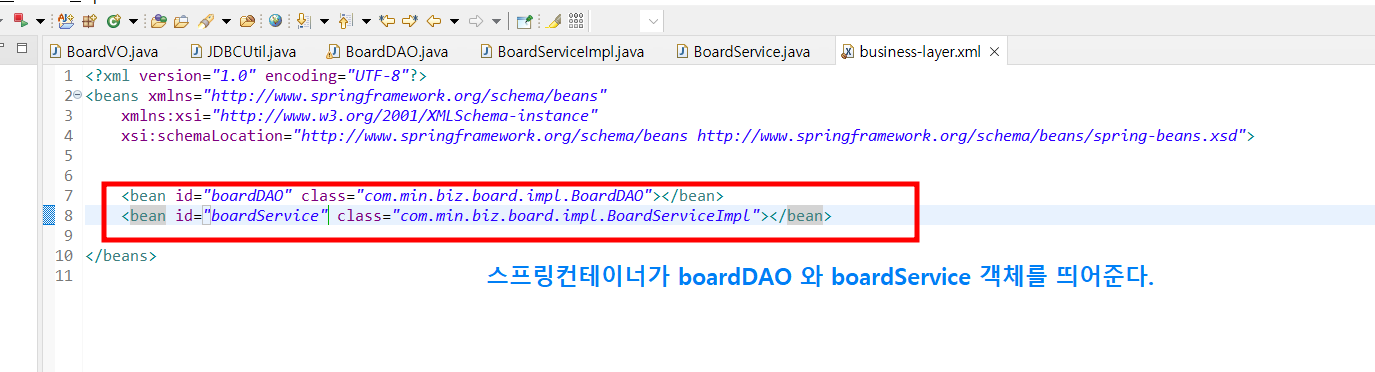 BoardVO.java JDBCUtil.java BoardDAO.java BoardServiceImpl.java BoardService.java business-layer.xml
1 <?xml version="1.0" encoding="UTF-8"?>
2 <beans xmlns="http://www.springframework.org/schema/beans"
3 xmlns:xsi="http://www.w3.org/2001/XMLSchema-instance"
4 xsi:schemaLocation="http://www.springframework.org/schema/beans http://www.springframework.org/schema/beans/spring-beans.xsd">
5
6
7 <bean id="boardDAO" class="com.min.biz.board.impl.BoardDAO"></bean>
8 <bean id="boardService" class="com.min.biz.board.impl.BoardServiceImpl"></bean>
9
10 </beans>
11
스프링컨테이너가 boardDAO 와 boardService 객체를 띄어준다.